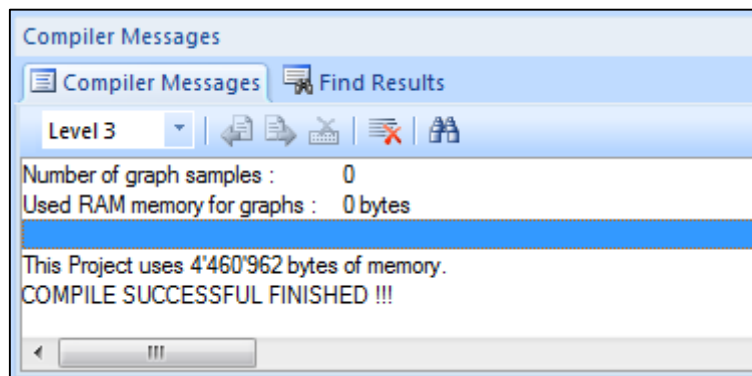 Compiler Messages
Compiler Messages Find Results
Level 3
Number of graph samples : 0
Used RAM memory for graphs : 0 bytes
This Project uses 4'460'962 bytes of memory.
COMPILE SUCCESSFUL FINISHED !!!